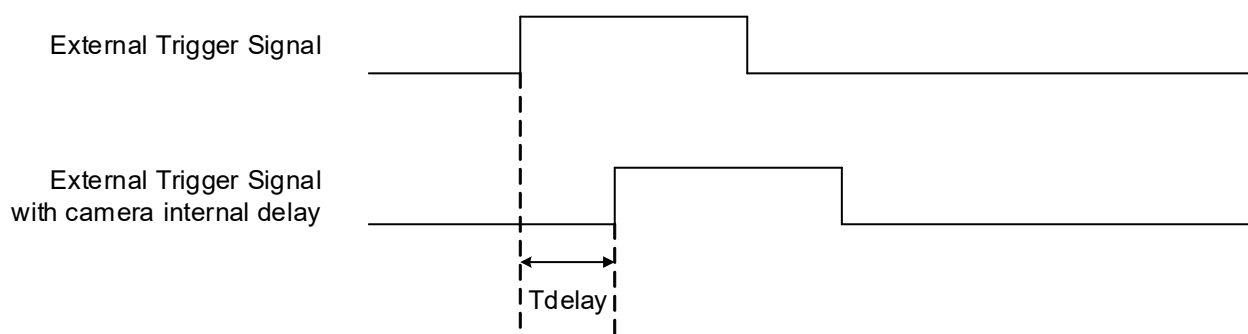 External Trigger Signal
External Trigger Signal
with camera internal delay
Tdelay